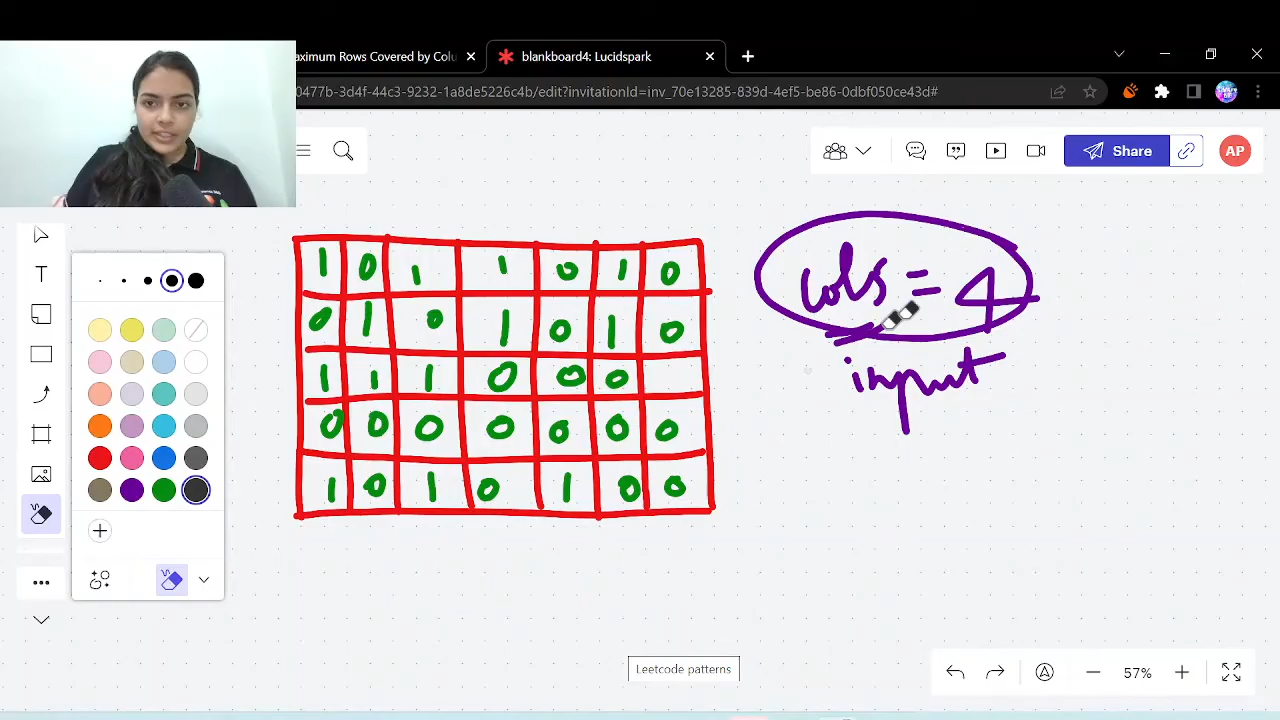 aximum Rows Covered by Colu
blankboard4: Lucidspark
0477b-3d4f-44c3-9232-1a8de5226c4b/edit?invitationId=inv_70e13285-839d-4ef5-be86-0dbf050ce43d#
Share
AP
T
cols = 4
input
1 0 1 1 0 1 0
0 1 0 1 0 1 0
1 1 1 0 0 0
0 0 0 0 0 0 0
1 0 1 0 1 0 0
Leetcode patterns
57%